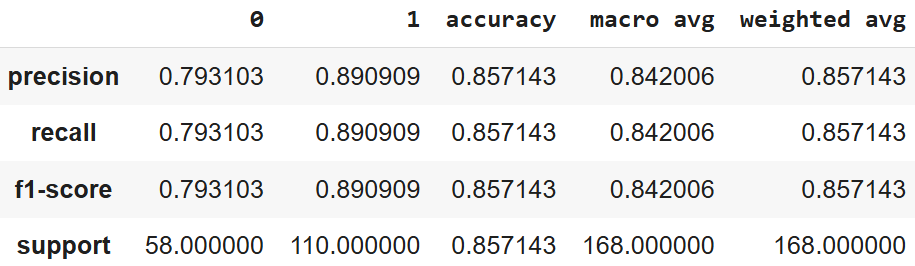 0 1 accuracy macro avg weighted avg
precision 0.793103 0.890909 0.857143 0.842006 0.857143
recall 0.793103 0.890909 0.857143 0.842006 0.857143
f1-score 0.793103 0.890909 0.857143 0.842006 0.857143
support 58.000000 110.000000 0.857143 168.000000 168.000000